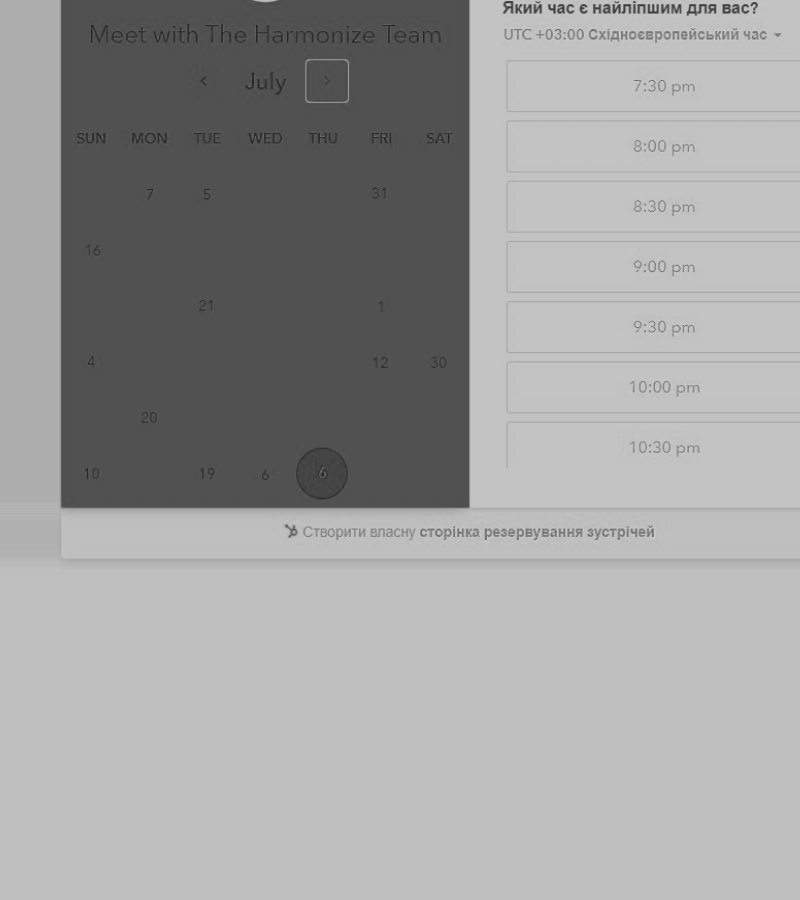 Meet with The Harmonize Team
July
SUN MON TUE WED THU FRI SAT
7 5 31
16
21 1
4 12 30
20
10 19 6 6
Який час є найліпшим для вас?
UTC +03:00 Східноєвропейський час
7:30 pm
8:00 pm
8:30 pm
9:00 pm
9:30 pm
10:00 pm
10:30 pm
Створити власну сторінка резервування зустрічей